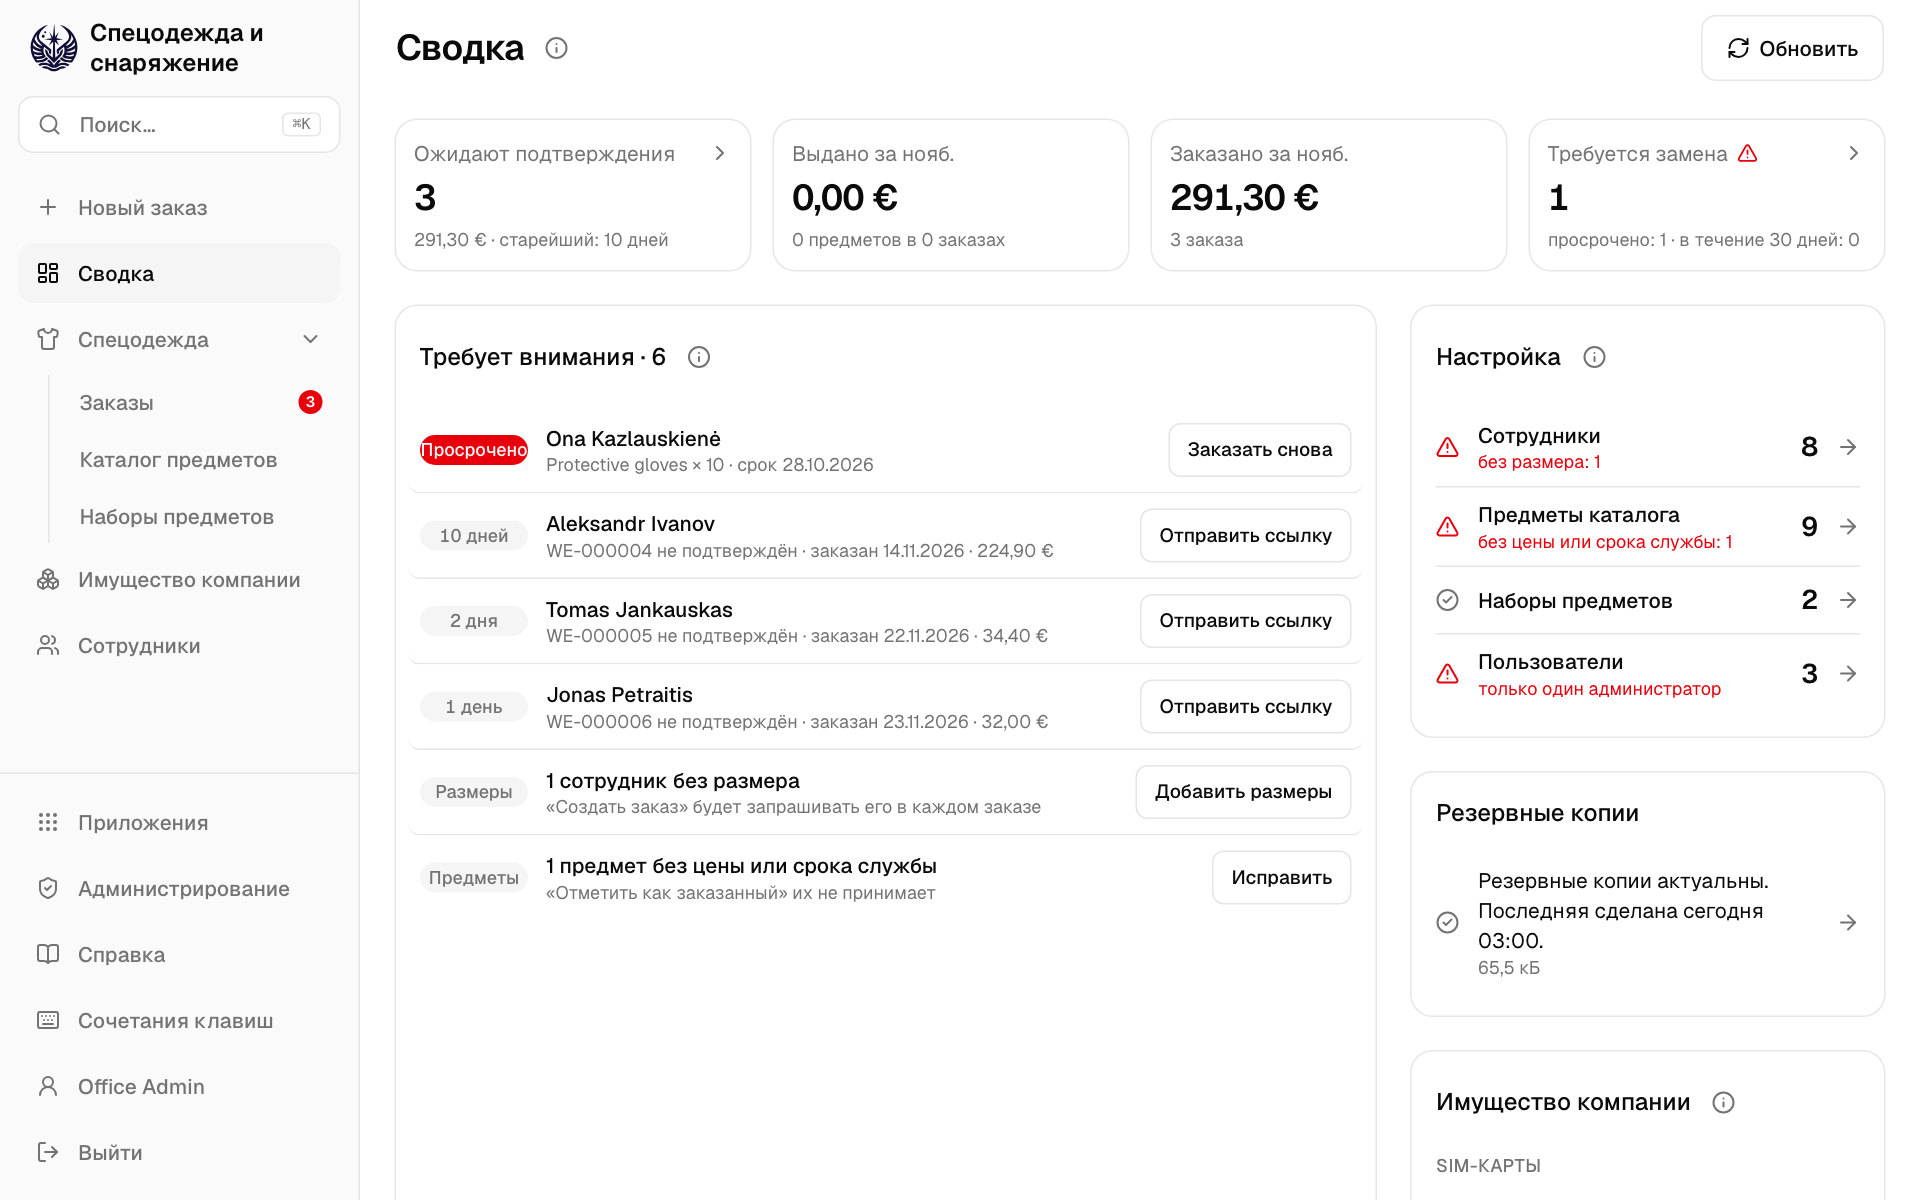 Спецодежда и
снаряжение
Поиск...
⌘K
Новый заказ
Сводка
Спецодежда
Заказы
3
Каталог предметов
Наборы предметов
Имущество компании
Сотрудники
Приложения
Администрирование
Справка
Сочетания клавиш
Office Admin
Выйти
Сводка
Обновить
Ожидают подтверждения
3
291,30 € · старейший: 10 дней
Выдано за нояб.
0,00 €
0 предметов в 0 заказах
Заказано за нояб.
291,30 €
3 заказа
Требуется замена
1
просрочено: 1 · в течение 30 дней: 0
Требует внимания · 6
Просрочено
Ona Kazlauskienė
Protective gloves × 10 · срок 28.10.2026
Заказать снова
10 дней
Aleksandr Ivanov
WE-000004 не подтверждён · заказан 14.11.2026 · 224,90 €
Отправить ссылку
2 дня
Tomas Jankauskas
WE-000005 не подтверждён · заказан 22.11.2026 · 34,40 €
Отправить ссылку
1 день
Jonas Petraitis
WE-000006 не подтверждён · заказан 23.11.2026 · 32,00 €
Отправить ссылку
Размеры
1 сотрудник без размера
«Создать заказ» будет запрашивать его в каждом заказе
Добавить размеры
Предметы
1 предмет без цены или срока службы
«Отметить как заказанный» их не принимает
Исправить
Настройка
Сотрудники
без размера: 1
8
Предметы каталога
без цены или срока службы: 1
9
Наборы предметов
2
Пользователи
только один администратор
3
Резервные копии
Резервные копии актуальны.
Последняя сделана сегодня
03:00.
65,5 кБ
Имущество компании
SIM-КАРТЫ